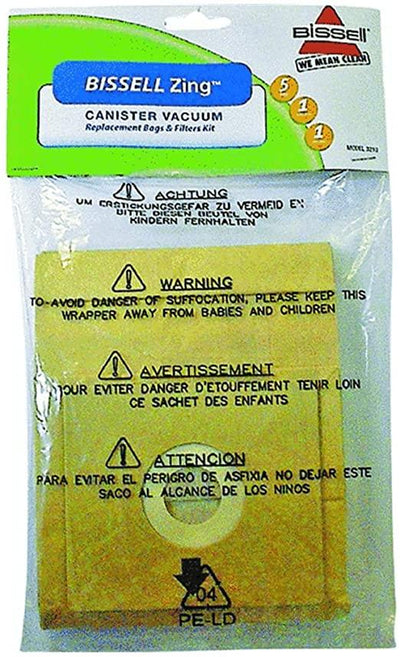 BISSELL
WE MEAN CLEAN
BISSELL Zing™
CANISTER VACUUM
Replacement Bags & Filters Kit
5
1
1
ACHTUNG
UM ERSTICKUNGSGEFAR ZU VERMEID EN
BITTE DIESEN BEUTEL VON
KINDERN FERNHALTEN
WARNING
TO AVOID DANGER OF SUFFOCATION, PLEASE KEEP THIS
WRAPPER AWAY FROM BABIES AND CHILDREN
AVERTISSEMENT
POUR EVITER DANGER D'ETOUFFEMENT TENIR LOIN
CE SACHET DES ENFANTS
ATTENCION
PARA EVITAR EL PERIGRO DE ASFIXIA NO DEJAR ESTE
SACO AL ALCANCE DE LOS NINOS
04
PE-LD